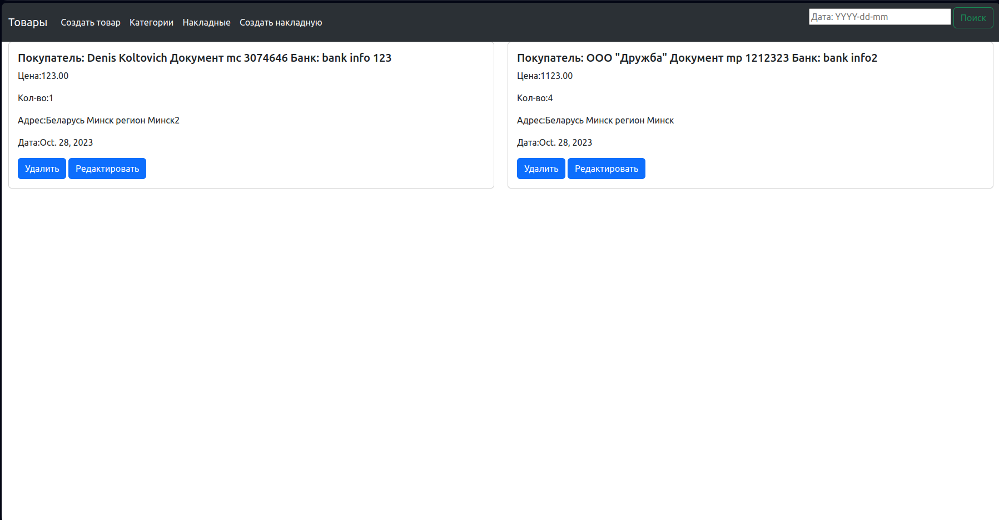 Товары Создать товар Категории Накладные Создать накладную Дата: YYYY-dd-mm Поиск
Покупатель: Denis Koltovich Документ mc 3074646 Банк: bank info 123
Цена:123.00
Кол-во:1
Адрес:Беларусь Минск регион Минск2
Дата:Oct. 28, 2023
Удалить Редактировать
Покупатель: ООО "Дружба" Документ mp 1212323 Банк: bank info2
Цена:1123.00
Кол-во:4
Адрес:Беларусь Минск регион Минск
Дата:Oct. 28, 2023
Удалить Редактировать